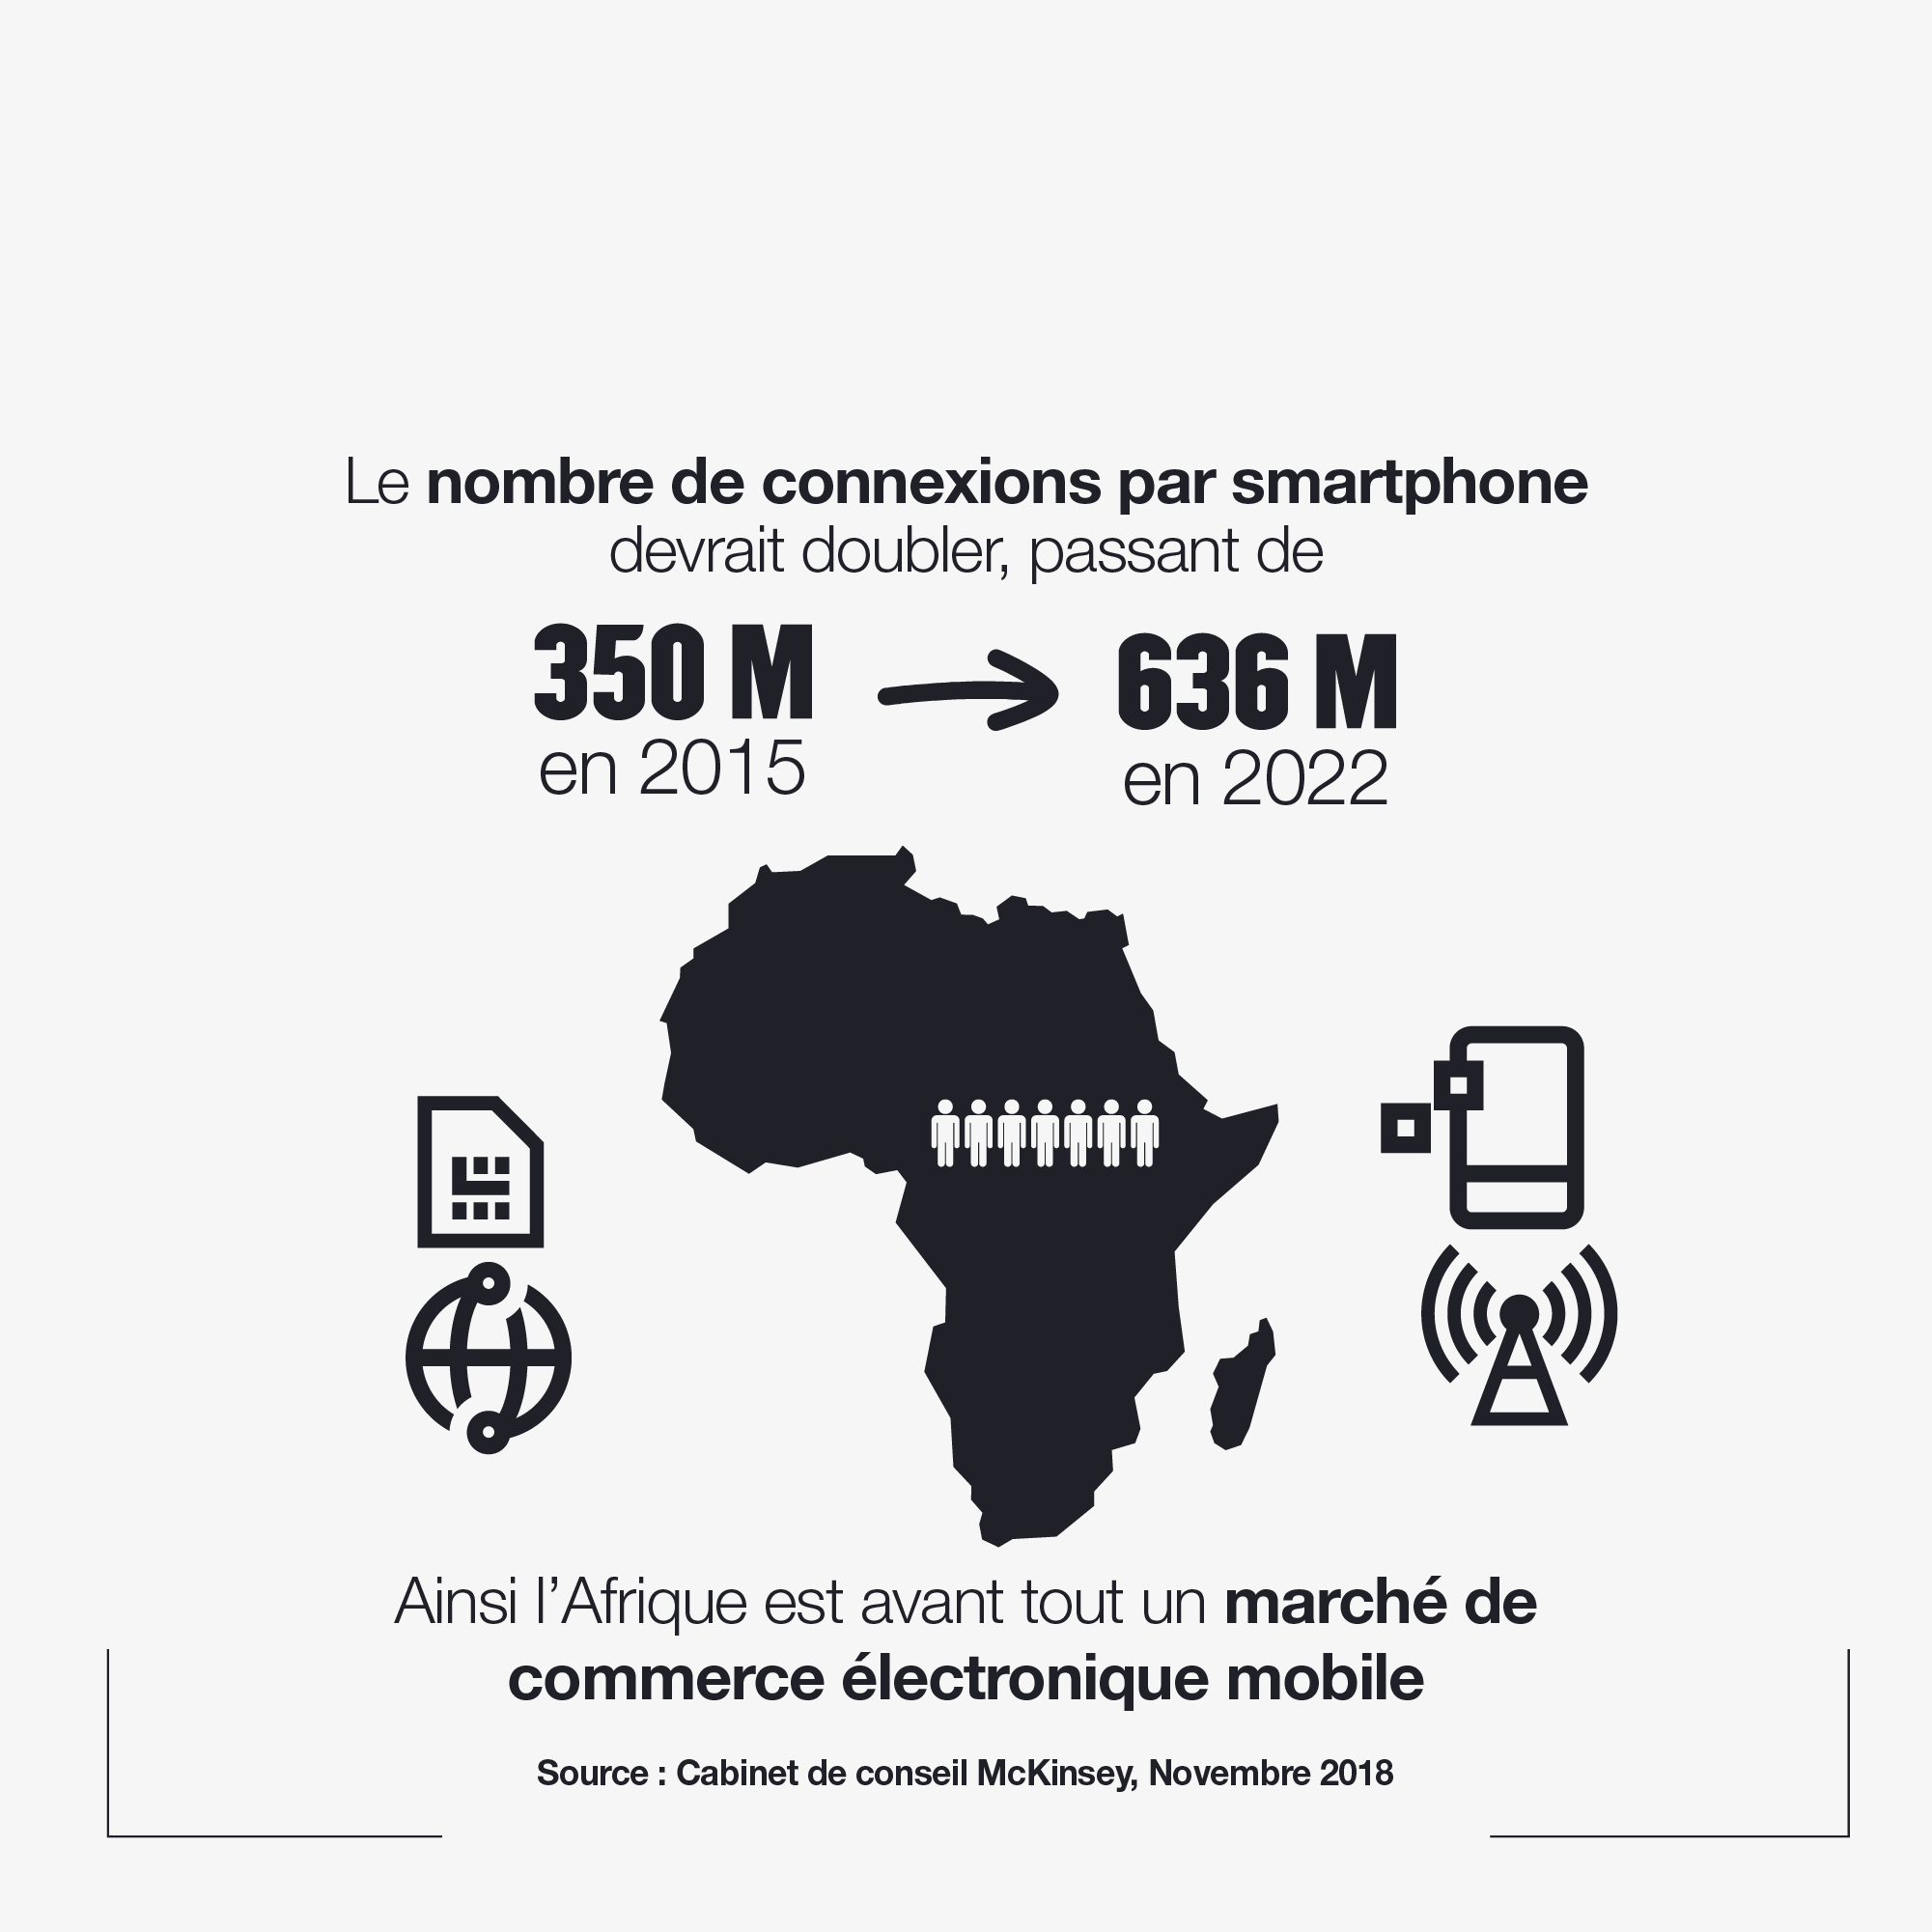 Le nombre de connexions par smartphone
devrait doubler, passant de
350 M
en 2015
636 M
en 2022
Ainsi l’Afrique est avant tout un marché de
commerce électronique mobile
Source : Cabinet de conseil McKinsey, Novembre 2018